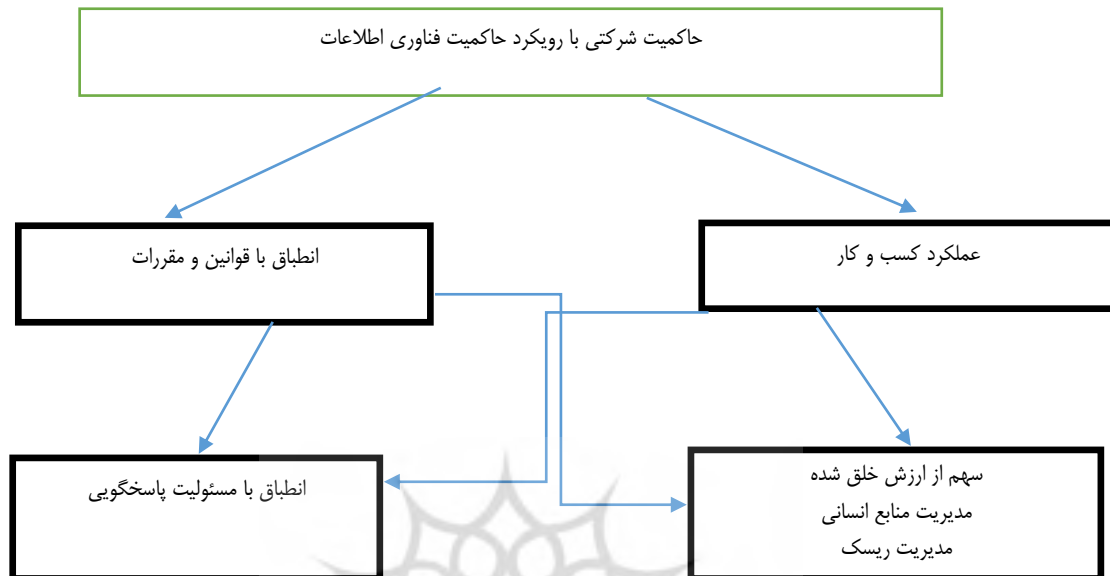 حاکمیت شرکتی با رویکرد حاکمیت فناوری اطلاعات
عملکرد کسب و کار
انطباق با قوانین و مقررات
سهم از ارزش خلق شده
مدیریت منابع انسانی
مدیریت ریسک
انطباق با مسئولیت پاسخگویی